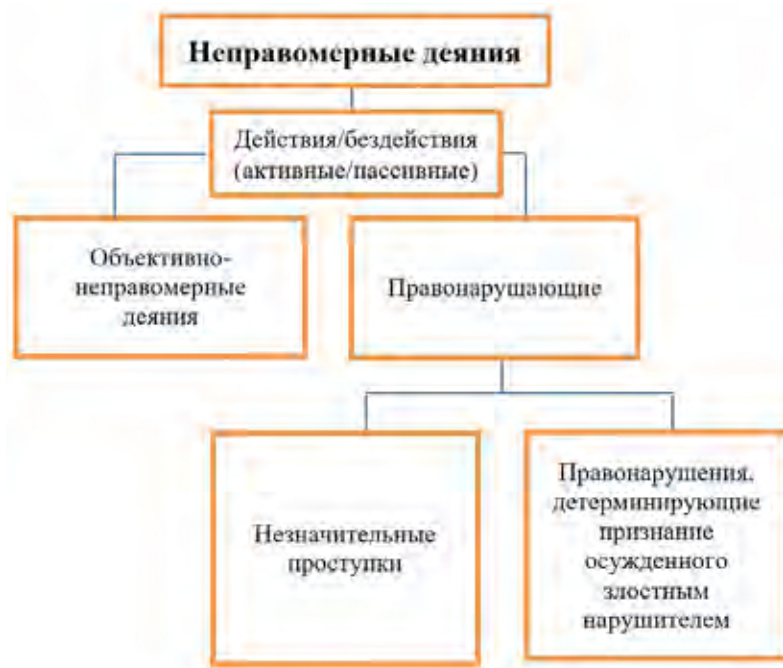 Неправомерные деяния
Действия/бездействия
(активные/пассивные)
Объективно-
неправомерные
деяния
Правонарушающие
Незначительные
проступки
Правонарушения,
детерминирующие
признание
осужденного
злостным
нарушителем